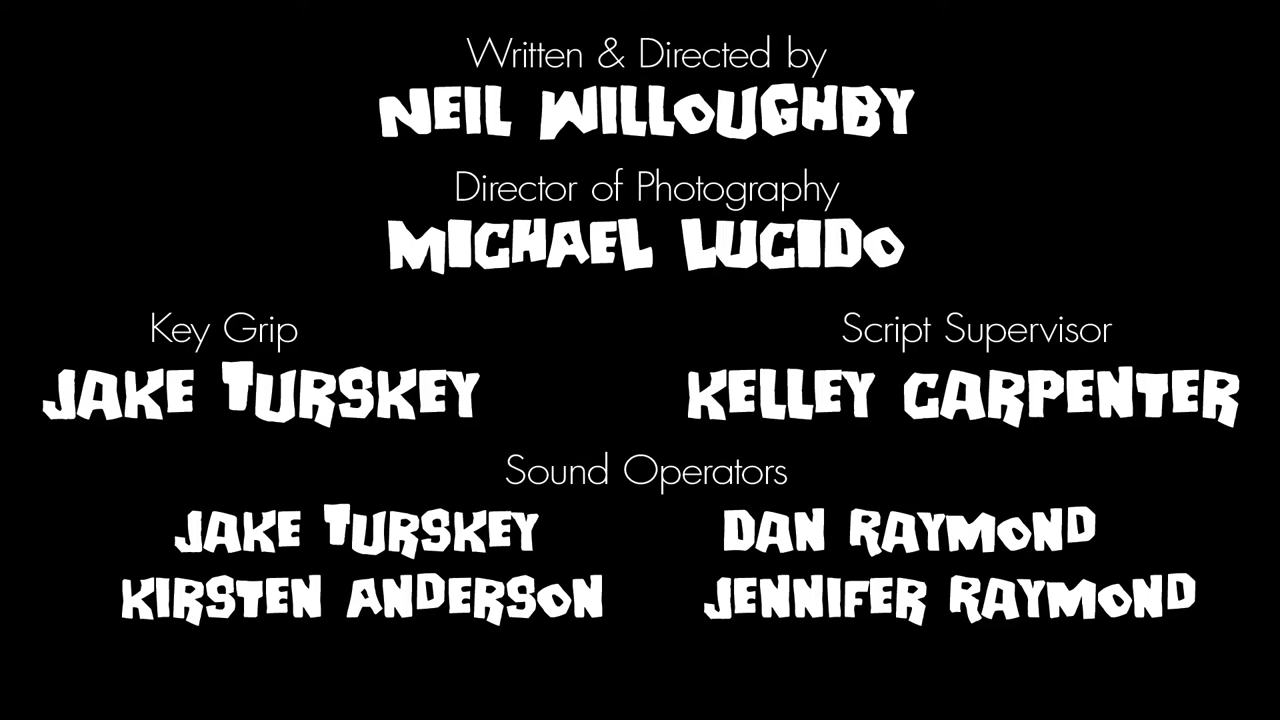 Written & Directed by
NEIL WILLOUGHBY
Director of Photography
MICHAEL LUCIDO
Key Grip
JAKE TURSKEY
Script Supervisor
KELLEY CARPENTER
Sound Operators
JAKE TURSKEY
DAN RAYMOND
KIRSTEN ANDERSON
JENNIFER RAYMOND